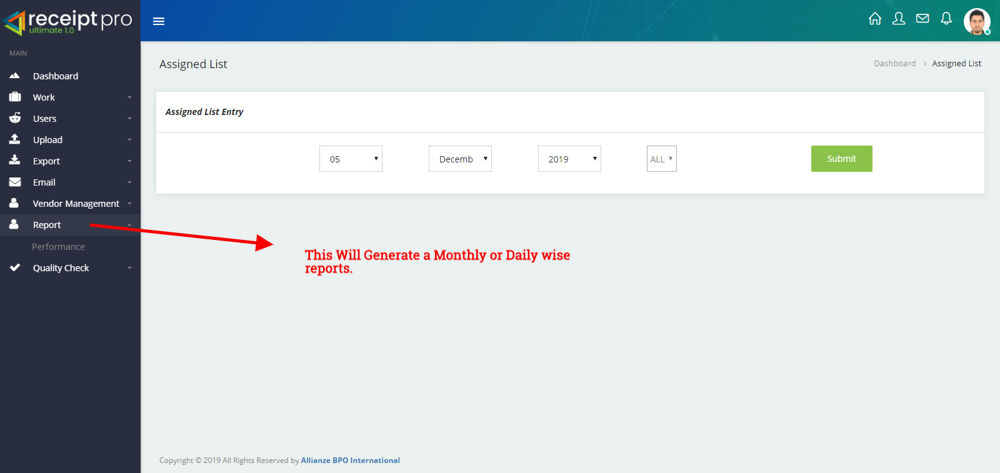 receipt pro
ultimate 1.0
MAIN
Dashboard
Work
Users
Upload
Export
Email
Vendor Management
Report
Performance
Quality Check
Assigned List
Dashboard > Assigned List
Assigned List Entry
05 Decemb 2019 ALL Submit
This Will Generate a Monthly or Daily wise
reports.
Copyright © 2019 All Rights Reserved by Allianze BPO International